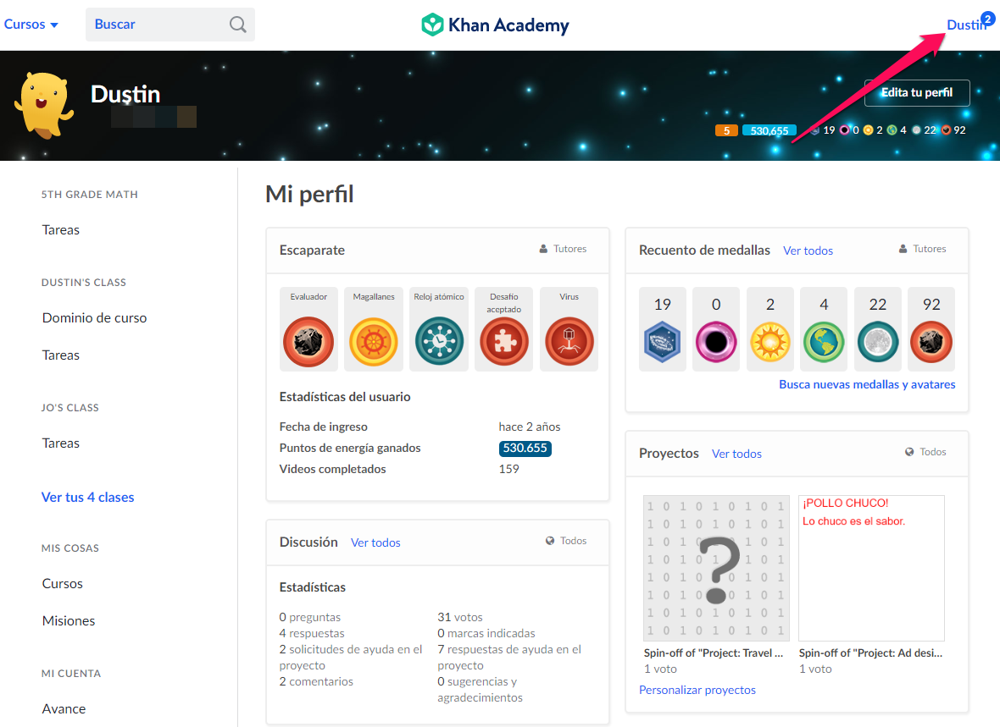 Cursos
Buscar
Khan Academy
Dustin
2
Dustin
Edita tu perfil
5 530,655 19 0 2 4 22 92
5TH GRADE MATH
Tareas
DUSTIN'S CLASS
Dominio de curso
Tareas
JO'S CLASS
Tareas
Ver tus 4 clases
MIS COSAS
Cursos
Misiones
MI CUENTA
Avance
Mi perfil
Escaparate
Tutores
Evaluador
Magallanes
Reloj atómico
Desafío
aceptado
Virus
Estadísticas del usuario
Fecha de ingreso hace 2 años
Puntos de energía ganados 530.655
Videos completados 159
Recuento de medallas Ver todos
Tutores
19 0 2 4 22 92
Busca nuevas medallas y avatares
Discusión Ver todos
Todos
Estadísticas
0 preguntas
4 respuestas
2 solicitudes de ayuda en el
proyecto
2 comentarios
31 votos
0 marcas indicadas
7 respuestas de ayuda en el
proyecto
0 sugerencias y
agradecimientos
Proyectos Ver todos
Todos
1 0 1 0 1 0 1 0 1
1 0 1 0 1 0 1 0 1
1 0 1 0 1 0 1
1 0 1 0 1 0 1
1 0 1 0 1 0 1
1 0 1 0 1 0 1
1 0 1 0 1 0 1
1 0 1 0 1 0 1 0 1
?
Spin-off of "Project: Travel ...
1 voto
¡POLLO CHUCO!
Lo chuco es el sabor.
Spin-off of "Project: Ad desi...
1 voto
Personalizar proyectos